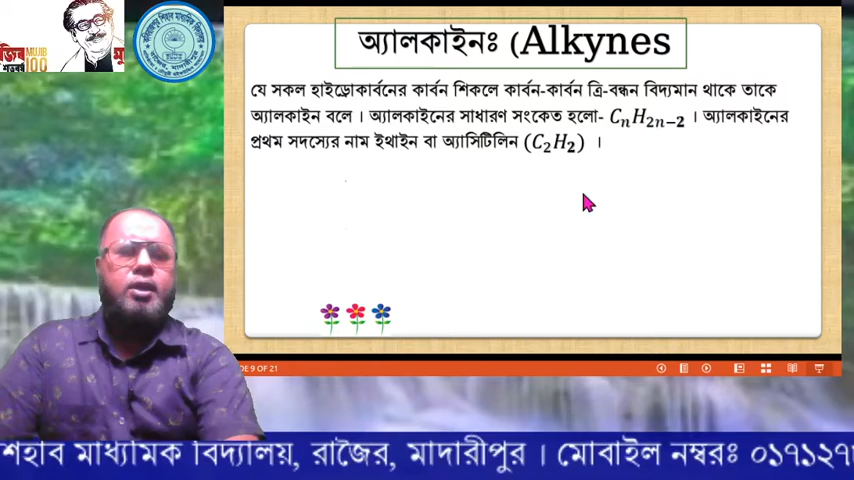 MUJIB
100
অ্যালকাইনঃ (Alkynes
যে সকল হাইড্রোকার্বনের কার্বন শিকলে কার্বন-কার্বন ত্রি-বন্ধন বিদ্যমান থাকে তাকে
অ্যালকাইন বলে । অ্যালকাইনের সাধারণ সংকেত হলো- CₙH₂ₙ₋₂ । অ্যালকাইনের
প্রথম সদস্যের নাম ইথাইন বা অ্যাসিটিলিন (C₂H₂) ।
DE 9 OF 21
শহাব মাধ্যমিক বিদ্যালয়, রাজৈর, মাদারীপুর । মোবাইল নম্বরঃ ০১৭১২৭